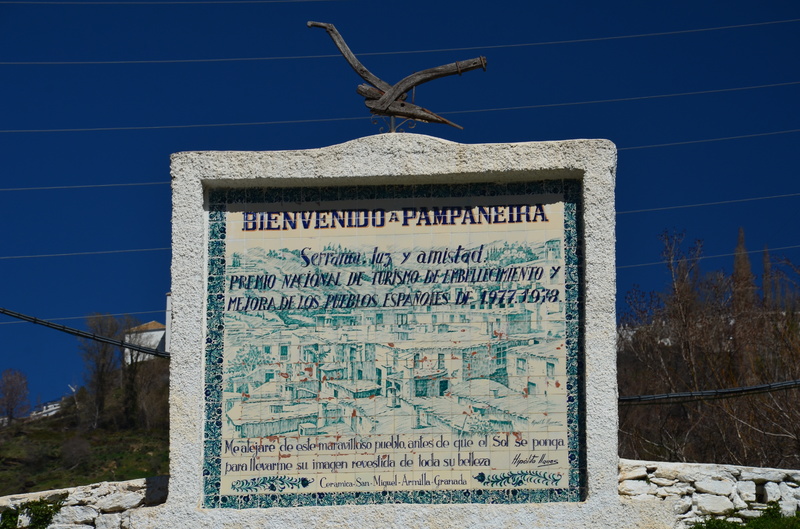 BIENVENIDO A PAMPANEIRA
Serranía, luz y amistad.
PREMIO NACIONAL DE TURISMO DE EMBELLECIMIENTO Y
MEJORA DE LOS PUEBLOS ESPAÑOLES DE 1.977.1978.
Me alejaré de este maravilloso pueblo, antes de que el Sol se ponga
para llevarme su imagen revestida de toda su belleza
Cerámica-San-Miguel-Armilla-Granada